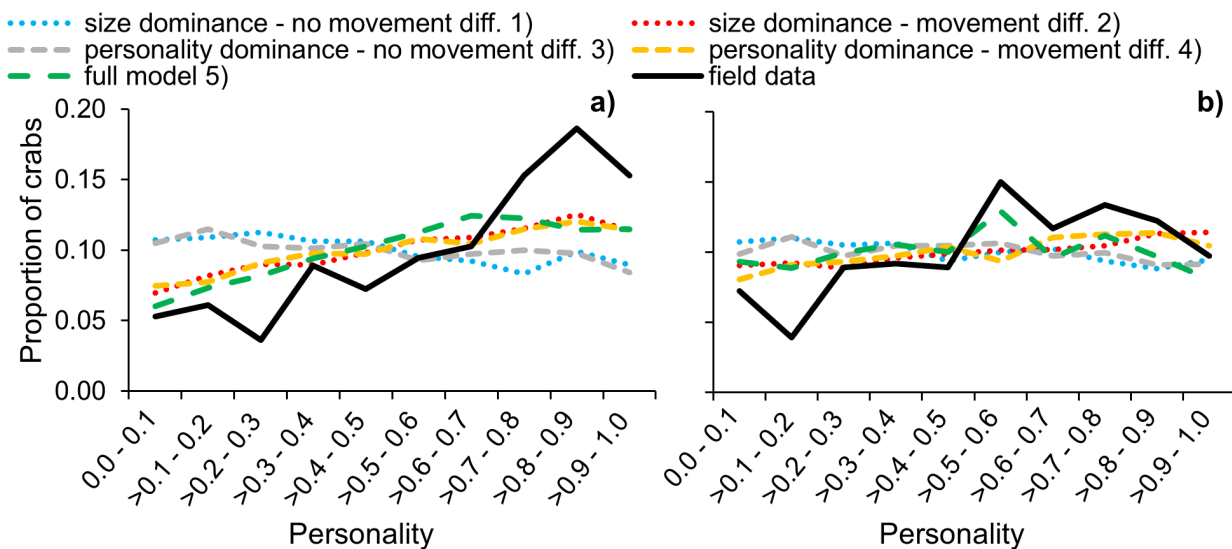 size dominance - no movement diff. 1)
size dominance - movement diff. 2)
personality dominance - no movement diff. 3)
personality dominance - movement diff. 4)
full model 5)
field data
a)
b)
Proportion of crabs
0.20
0.15
0.10
0.05
0.00
0.0 - 0.1
>0.1 - 0.2
>0.2 - 0.3
>0.3 - 0.4
>0.4 - 0.5
>0.5 - 0.6
>0.6 - 0.7
>0.7 - 0.8
>0.8 - 0.9
>0.9 - 1.0
Personality
0.0 - 0.1
>0.1 - 0.2
>0.2 - 0.3
>0.3 - 0.4
>0.4 - 0.5
>0.5 - 0.6
>0.6 - 0.7
>0.7 - 0.8
>0.8 - 0.9
>0.9 - 1.0
Personality